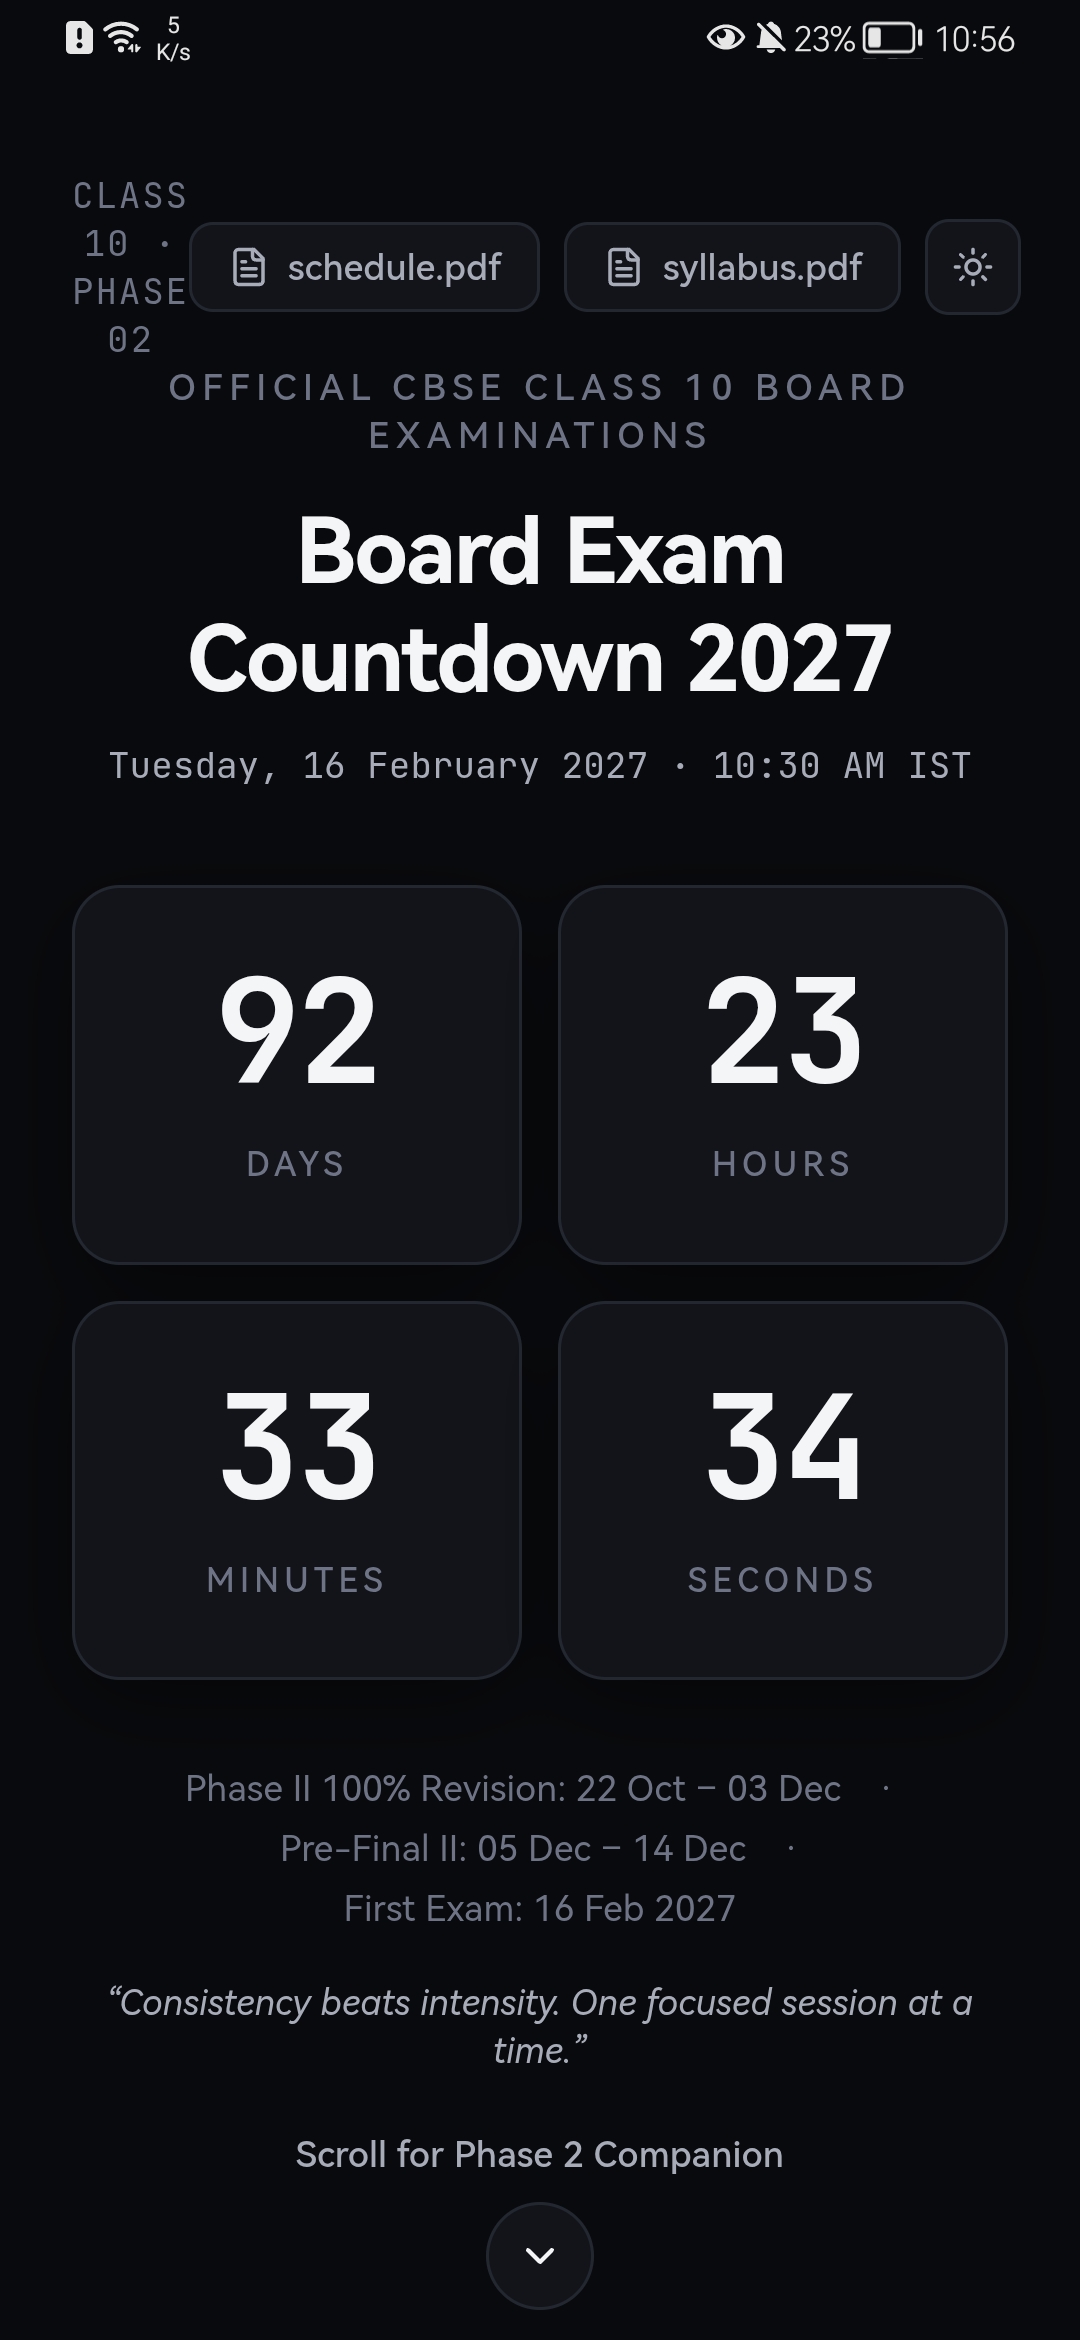 5
K/s
23%
10:56
CLASS
10 ·
PHASE
02
schedule.pdf
syllabus.pdf
OFFICIAL CBSE CLASS 10 BOARD
EXAMINATIONS
Board Exam
Countdown 2027
Tuesday, 16 February 2027 · 10:30 AM IST
92
DAYS
23
HOURS
33
MINUTES
34
SECONDS
Phase II 100% Revision: 22 Oct – 03 Dec ·
Pre-Final II: 05 Dec – 14 Dec ·
First Exam: 16 Feb 2027
“Consistency beats intensity. One focused session at a
time.”
Scroll for Phase 2 Companion